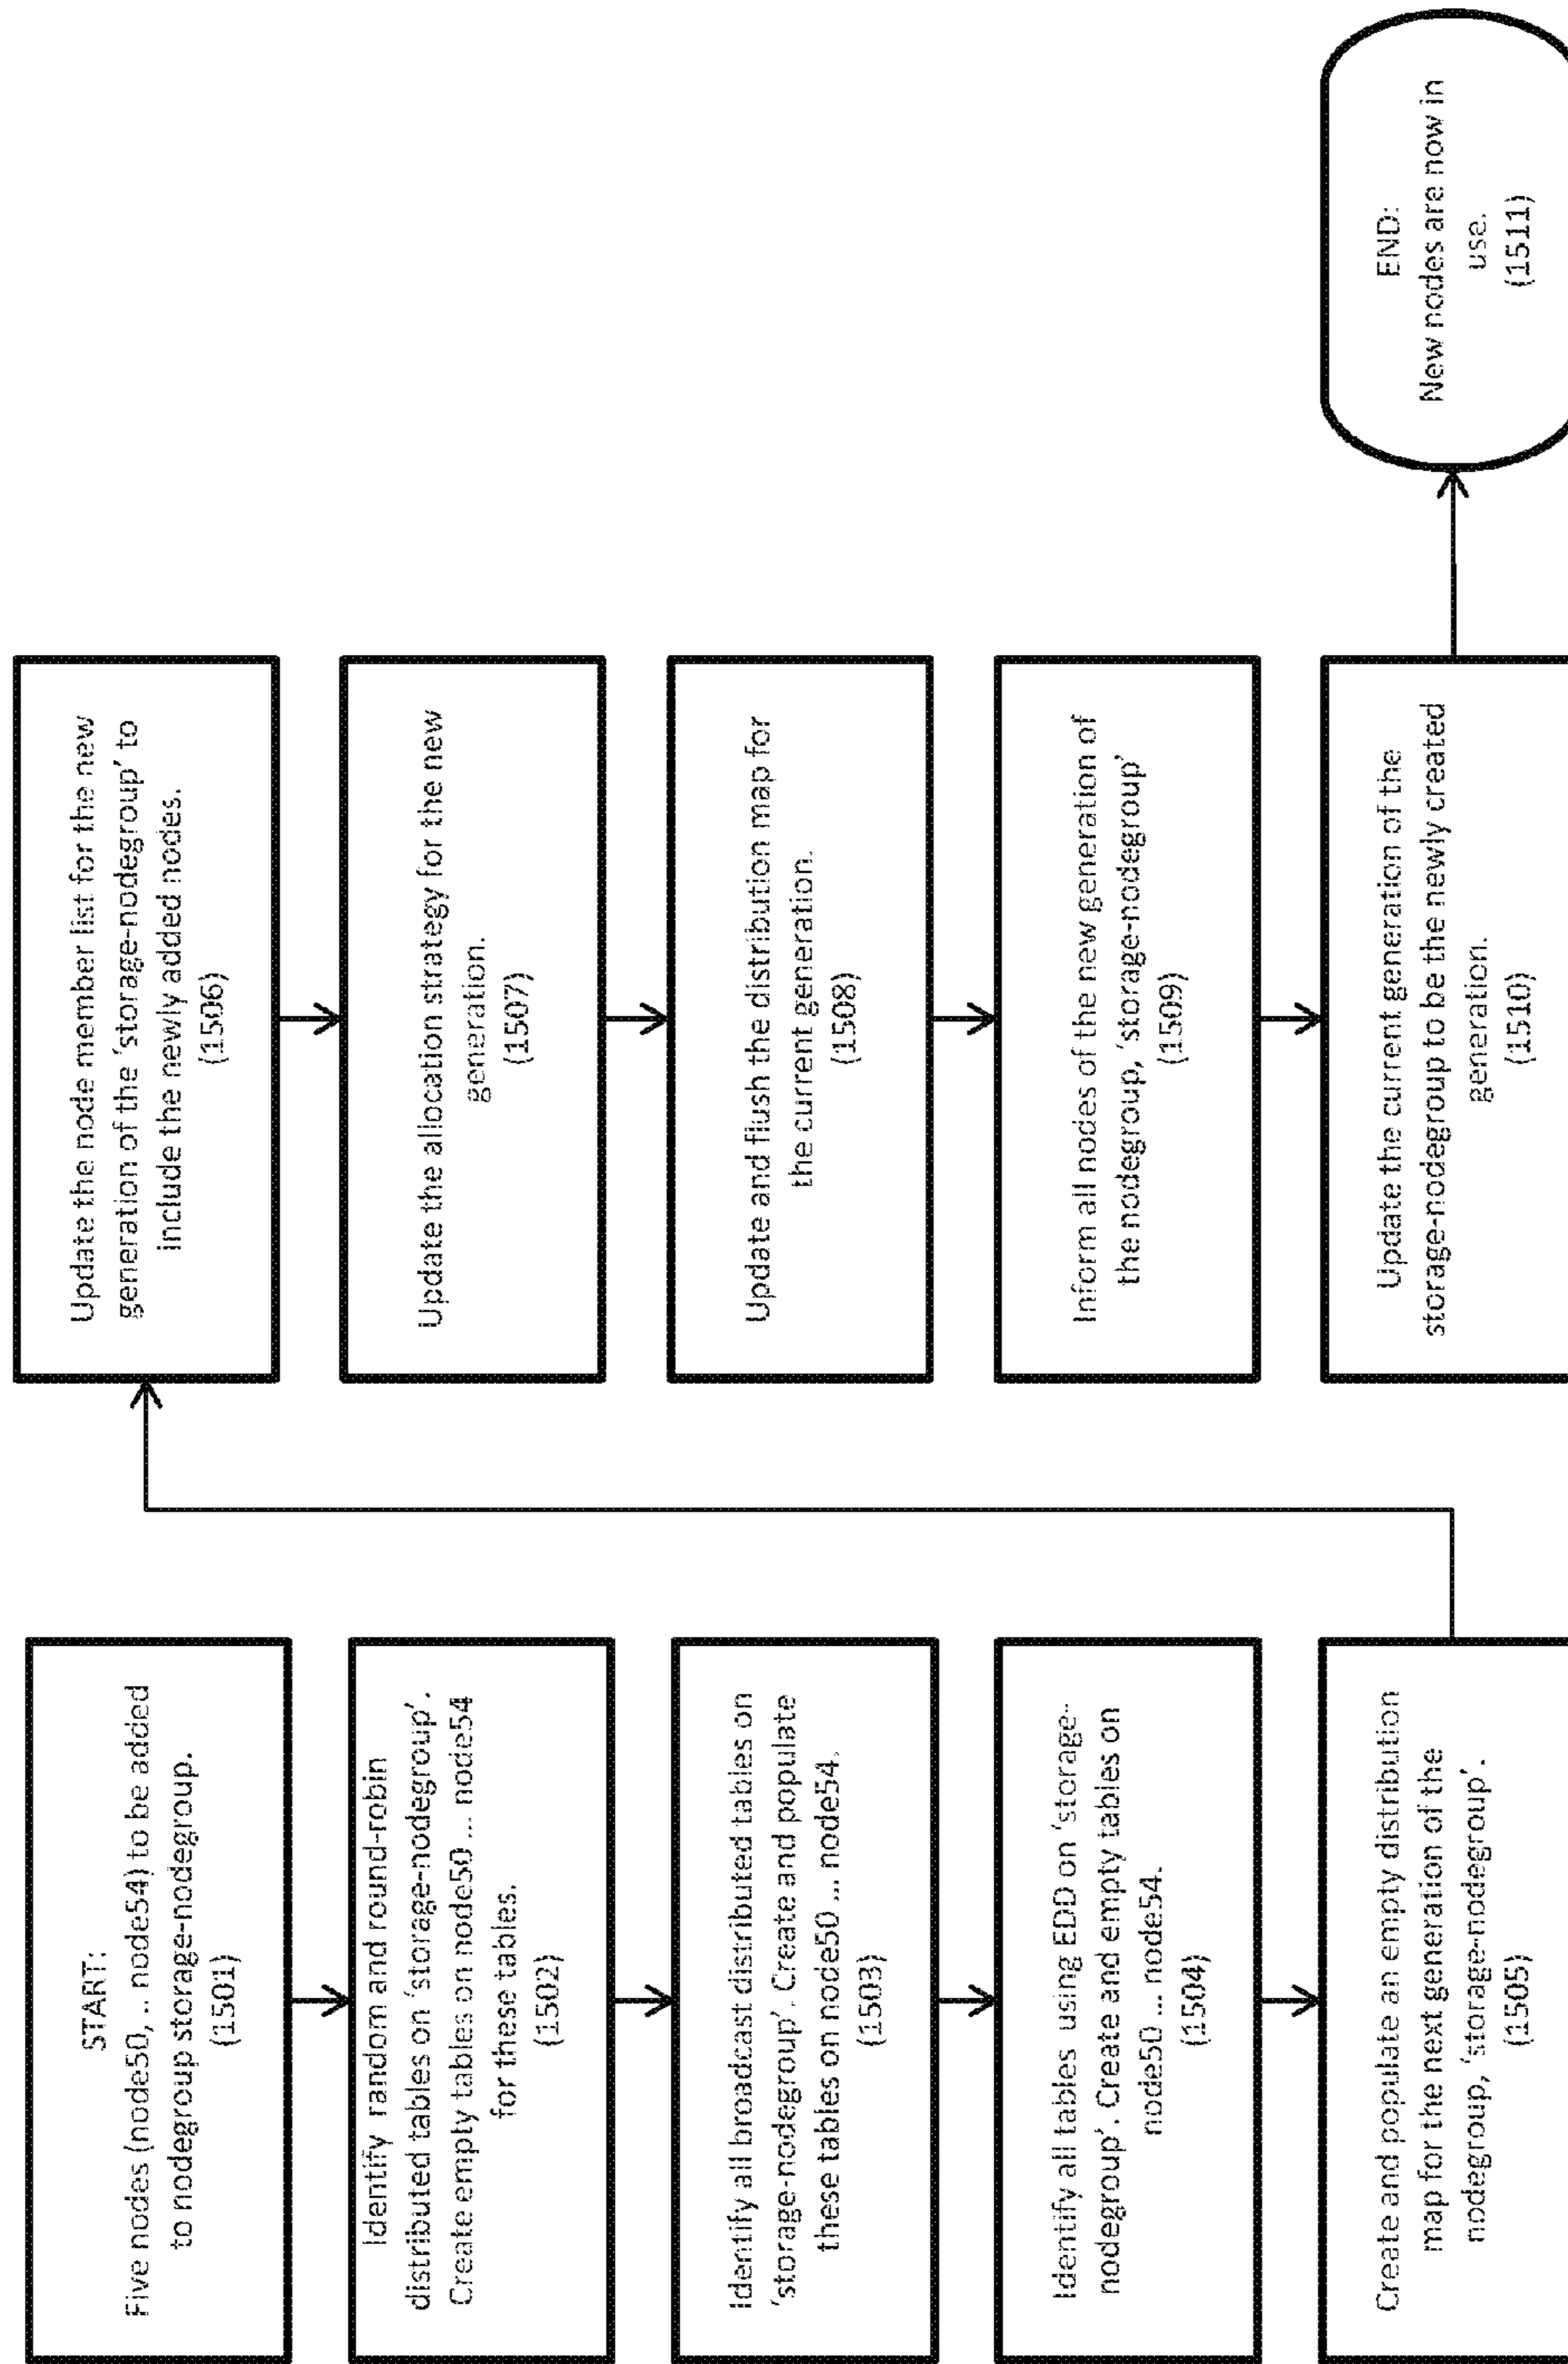 START:
Five nodes (node50, .. node54) to be added
to nodegroup storage-nodegroup.
(1501)
Identify random and round-robin
distributed tables on 'storage-nodegroup'.
Create empty tables on node50 ... node54
for these tables.
(1502)
Identify all broadcast distributed tables on
'storage-nodegroup'. Create and populate
these tables on node50 ... node54.
(1503)
Identify all tables using EDD on 'storage-
nodegroup'. Create and empty tables on
node50 ... node54.
(1504)
Create and populate an empty distribution
map for the next generation of the
nodegroup, 'storage-nodegroup'.
(1505)
Update the node member list for the new
generation of the 'storage-nodegroup' to
include the newly added nodes.
(1506)
Update the allocation strategy for the new
generation.
(1507)
Update and flush the distribution map for
the current generation.
(1508)
Inform all nodes of the new generation of
the nodegroup, 'storage-nodegroup'
(1509)
Update the current generation of the
storage-nodegroup to be the newly created
generation.
(1510)
END:
New nodes are now in
use.
(1511)